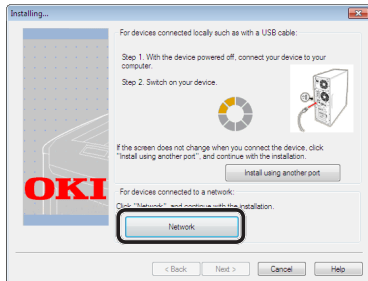 Installing...
For devices connected locally such as with a USB cable:
Step 1. With the device powered off, connect your device to your
computer.
Step 2. Switch on your device.
If the screen does not change when you connect the device, click
"Install using another port", and continue with the installation.
Install using another port
OKI
For devices connected to a network:
Click "Network", and continue with the installation.
Network
< Back
Next >
Cancel
Help